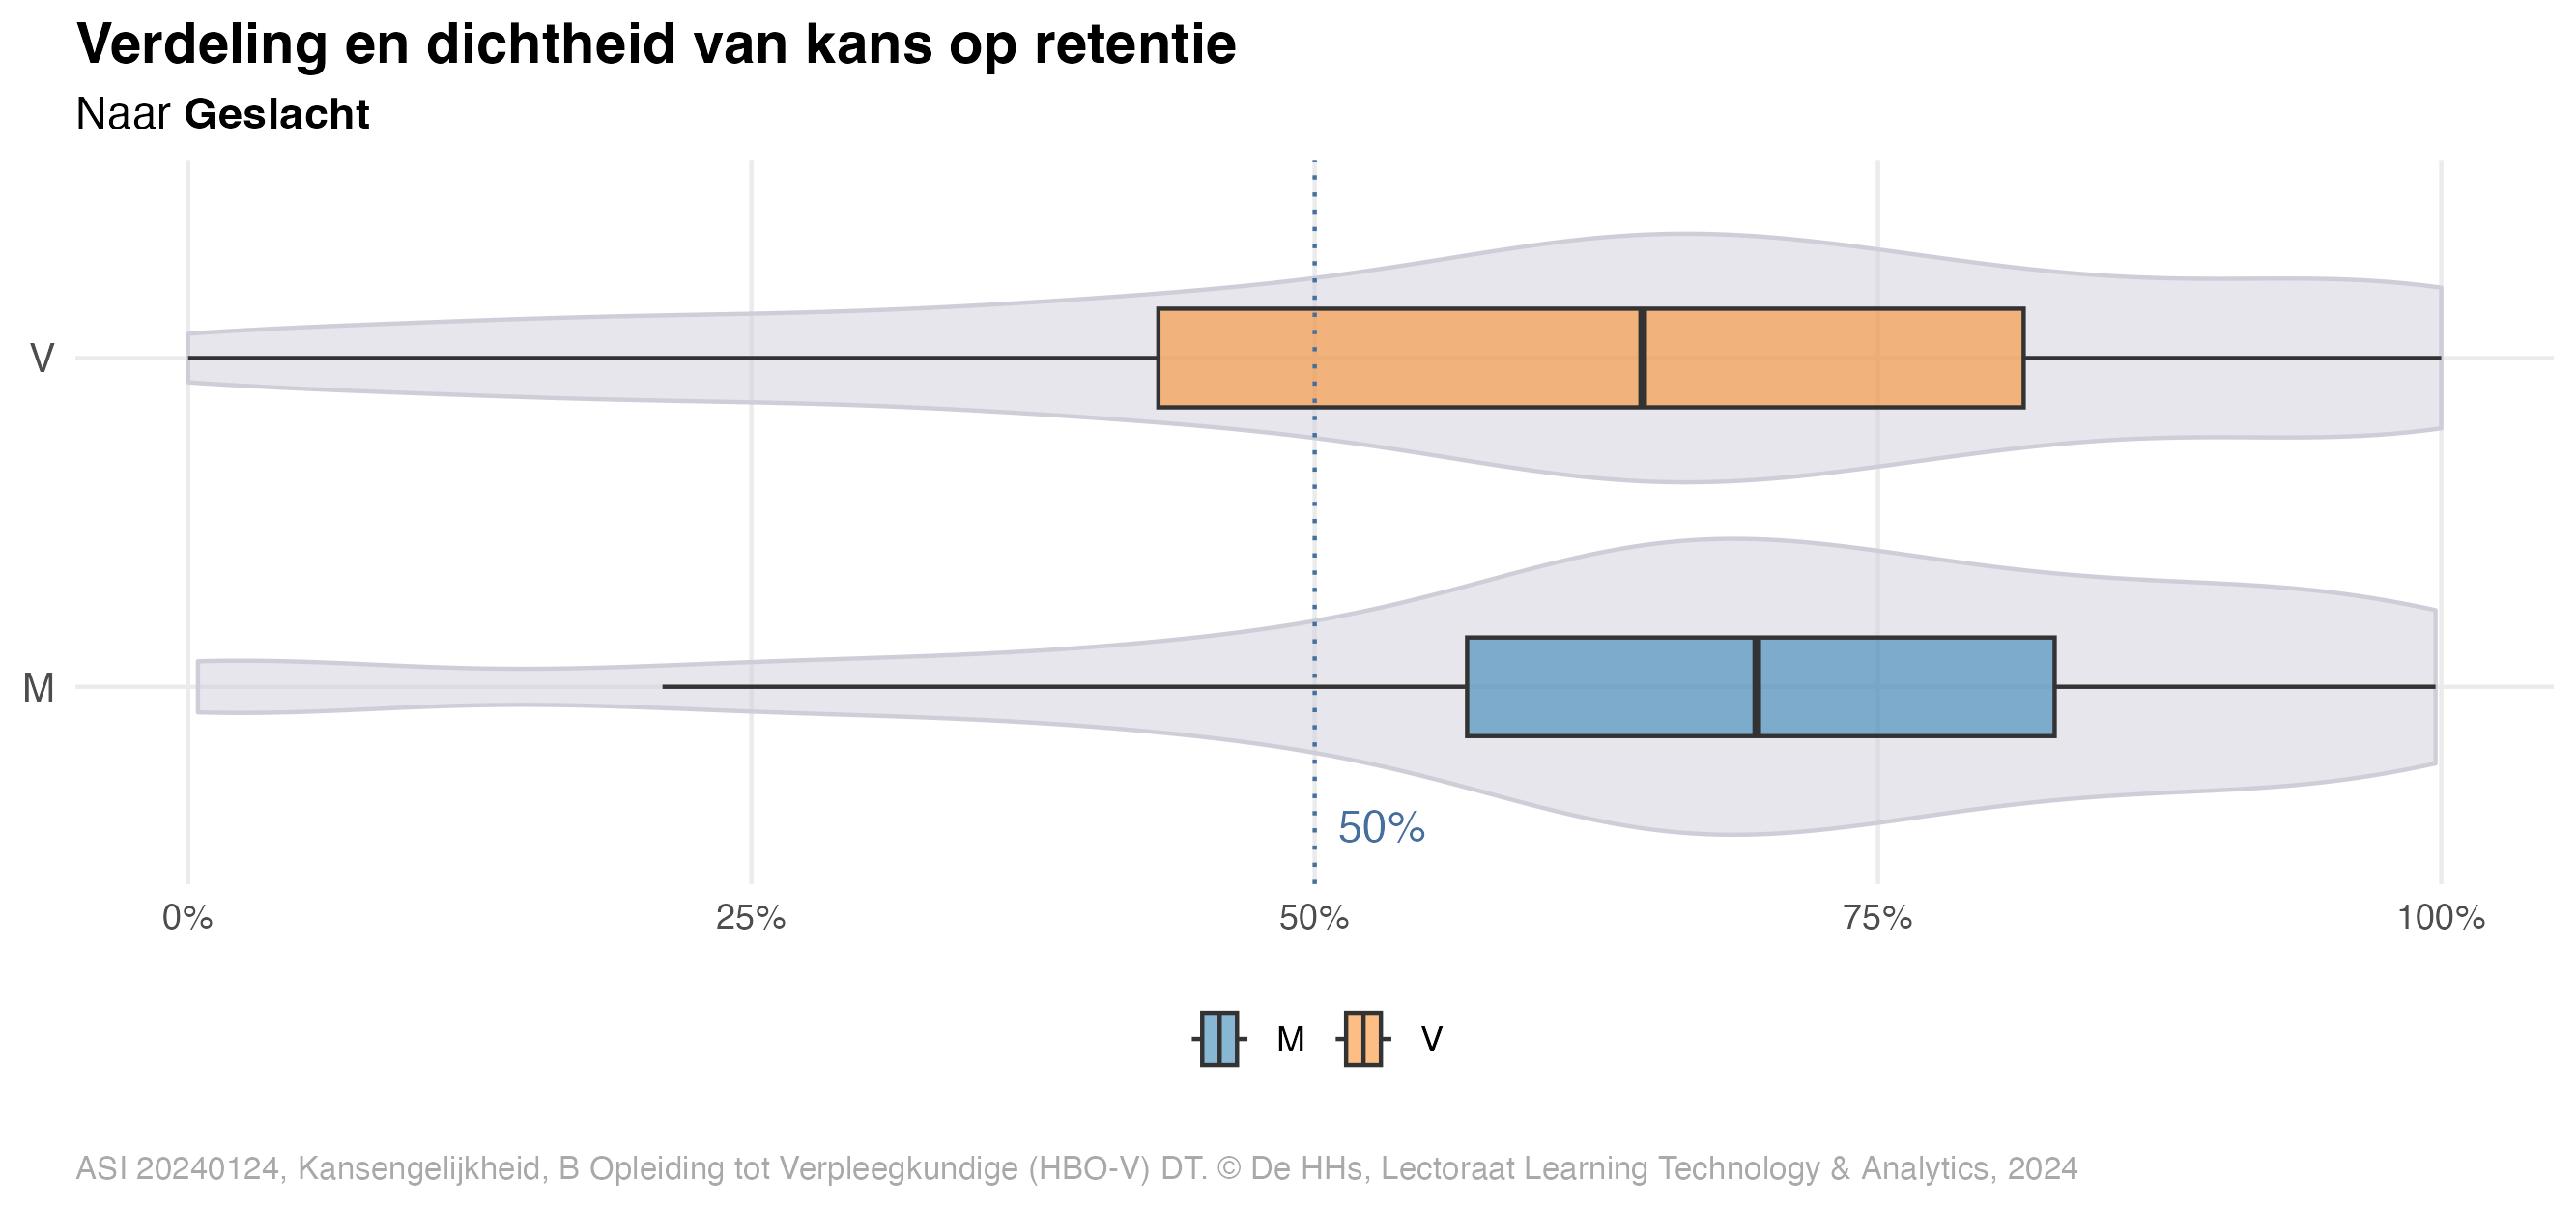 Verdeling en dichtheid van kans op retentie
Naar Geslacht
V
M
50%
0% 25% 50% 75% 100%
M V
ASI 20240124, Kansengelijkheid, B Opleiding tot Verpleegkundige (HBO-V) DT. © De HHs, Lectoraat Learning Technology & Analytics, 2024